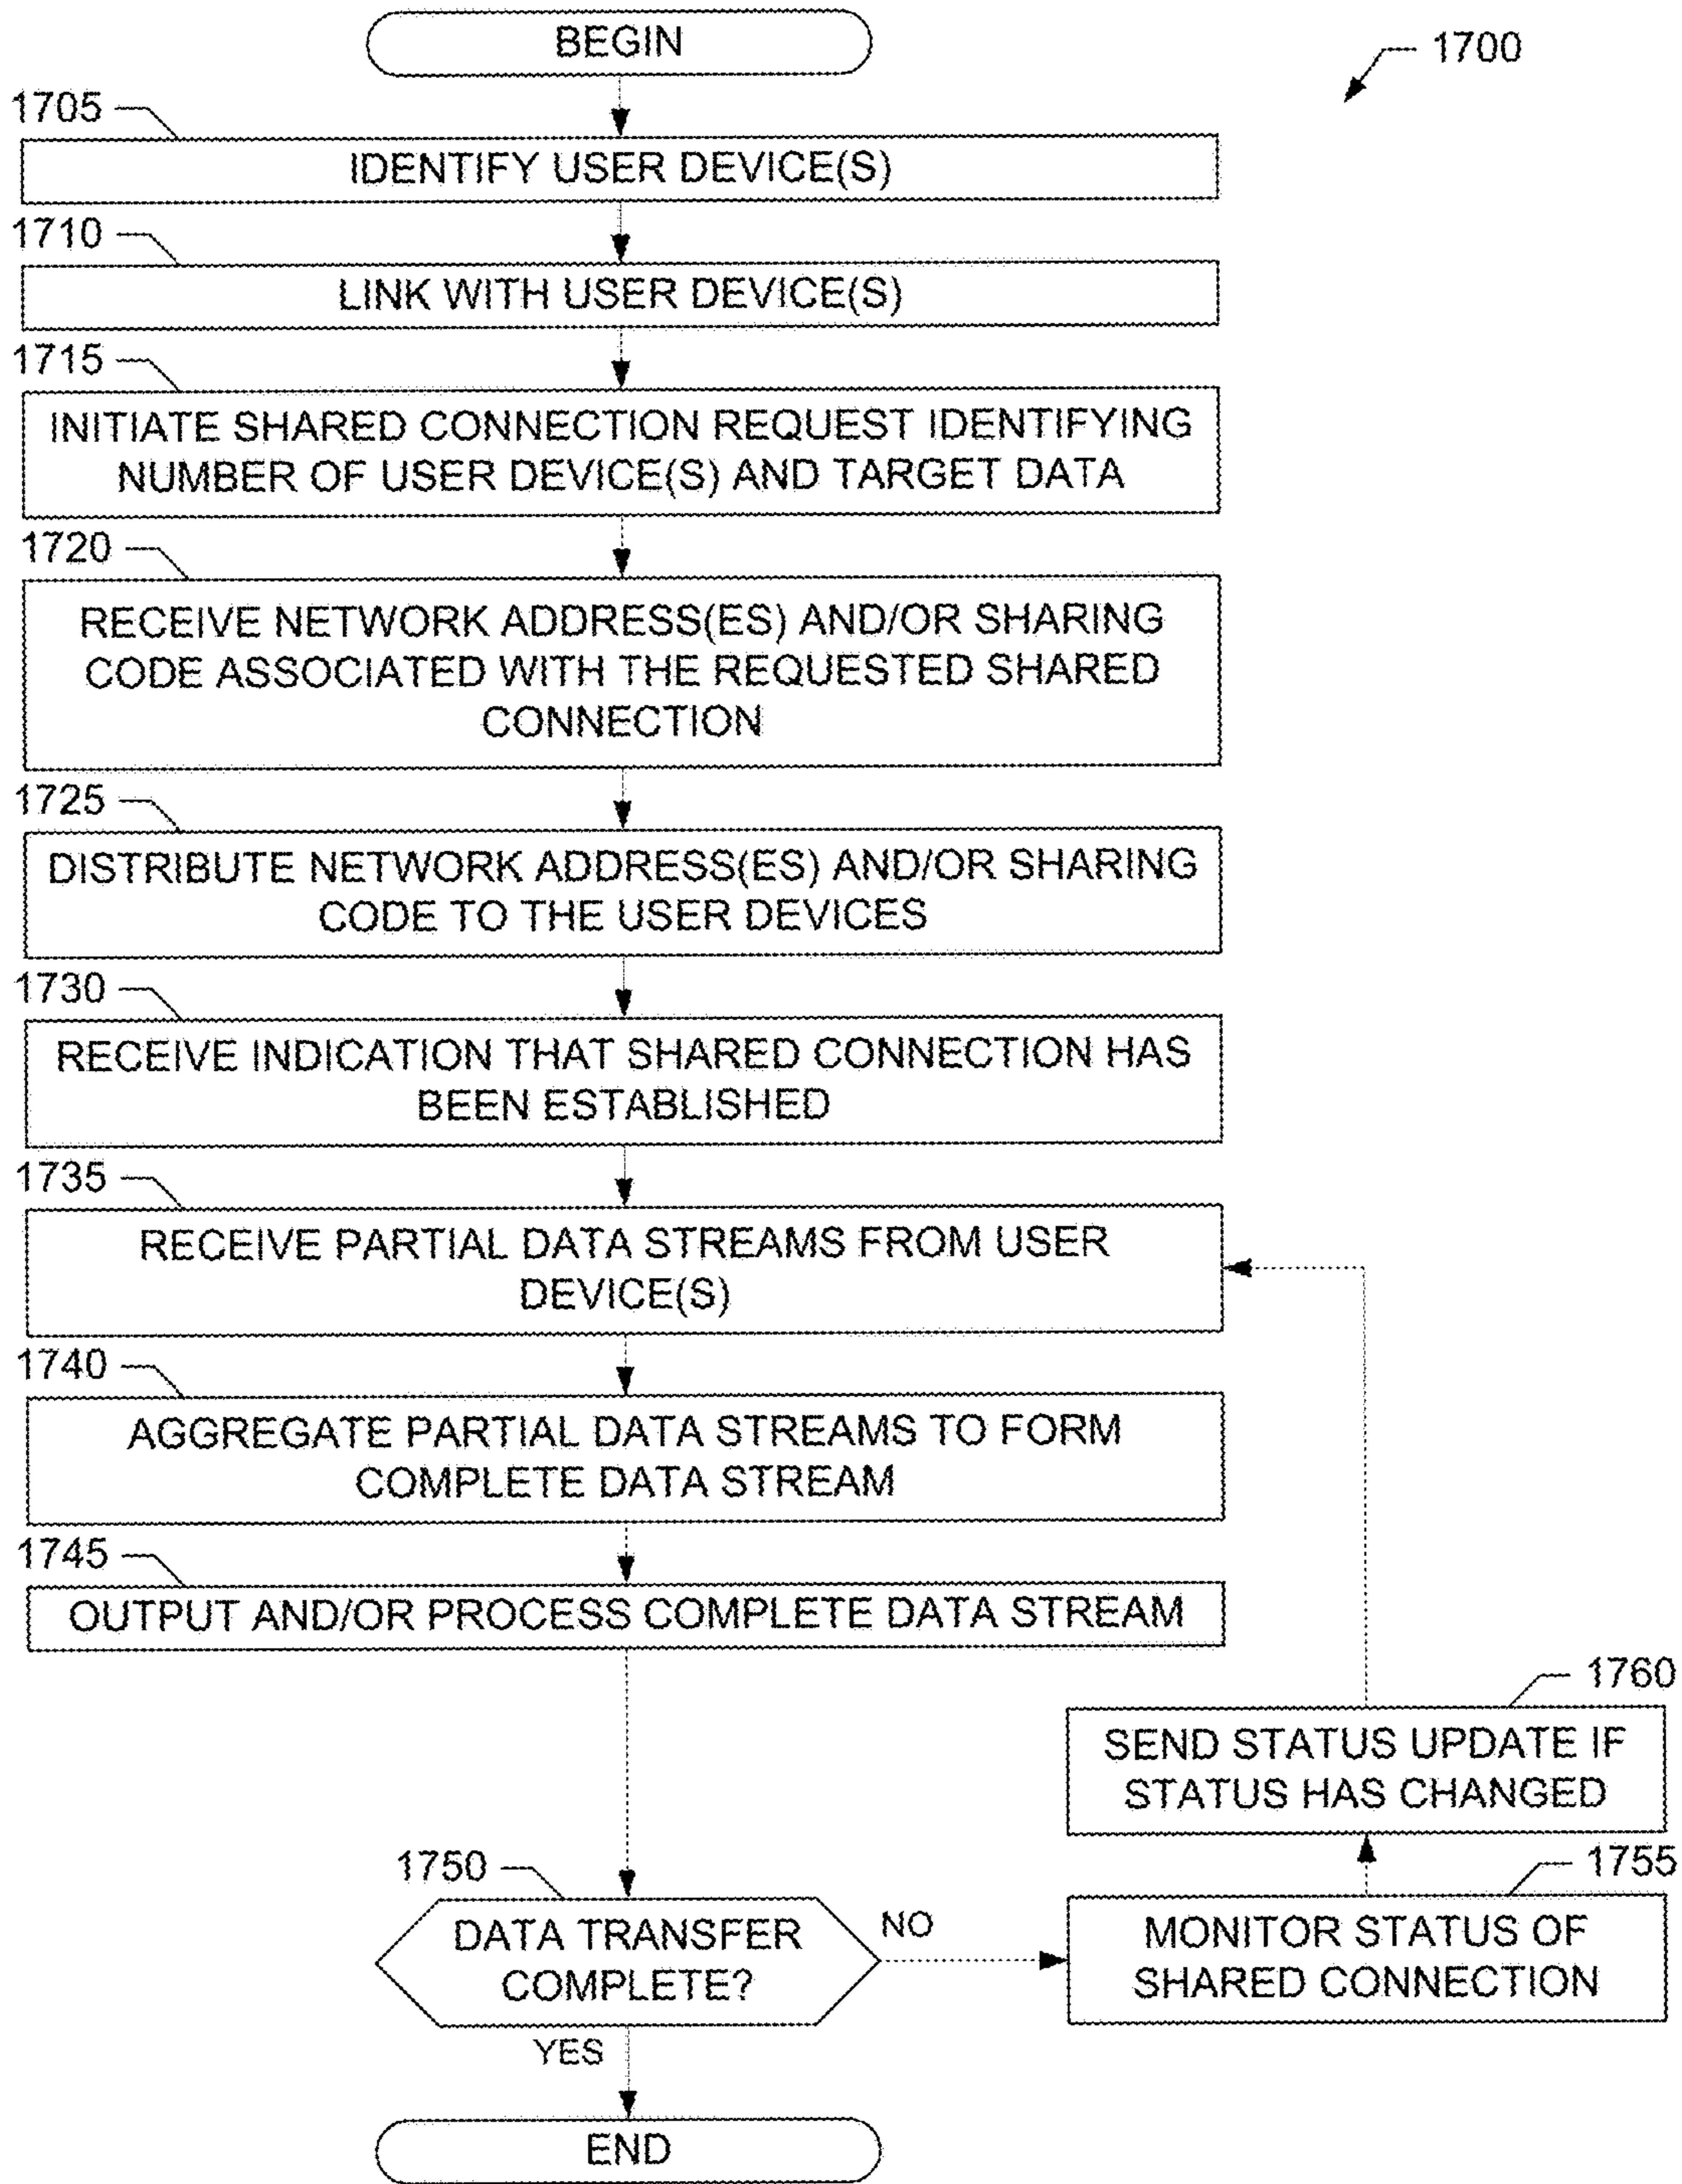 BEGIN
1700
1705
IDENTIFY USER DEVICE(S)
1710
LINK WITH USER DEVICE(S)
1715
INITIATE SHARED CONNECTION REQUEST IDENTIFYING
NUMBER OF USER DEVICE(S) AND TARGET DATA
1720
RECEIVE NETWORK ADDRESS(ES) AND/OR SHARING
CODE ASSOCIATED WITH THE REQUESTED SHARED
CONNECTION
1725
DISTRIBUTE NETWORK ADDRESS(ES) AND/OR SHARING
CODE TO THE USER DEVICES
1730
RECEIVE INDICATION THAT SHARED CONNECTION HAS
BEEN ESTABLISHED
1735
RECEIVE PARTIAL DATA STREAMS FROM USER
DEVICE(S)
1740
AGGREGATE PARTIAL DATA STREAMS TO FORM
COMPLETE DATA STREAM
1745
OUTPUT AND/OR PROCESS COMPLETE DATA STREAM
1760
SEND STATUS UPDATE IF
STATUS HAS CHANGED
1750
DATA TRANSFER
COMPLETE?
NO
1755
MONITOR STATUS OF
SHARED CONNECTION
YES
END